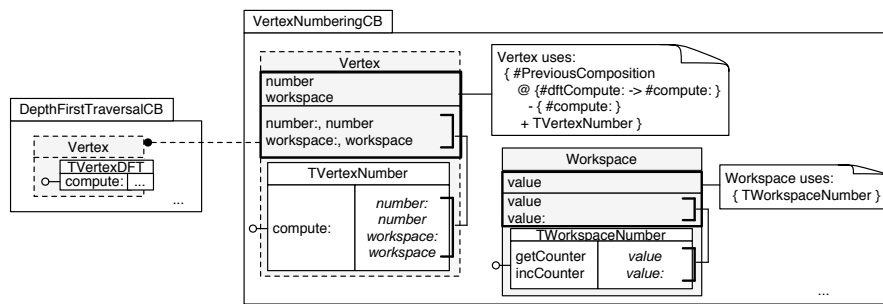 VertexNumberingCB
Vertex
number
workspace
number:, number
workspace:, workspace
TVertexNumber
compute:
number:
number
workspace:
workspace
Vertex uses:
{ #PreviousComposition
@ {#dftCompute: -> #compute: }
- { #compute: }
+ TVertexNumber }
DepthFirstTraversalCB
Vertex
TVertexDFT
compute: ...
...
Workspace
value
value
value:
TWorkspaceNumber
getCounter value
incCounter value:
Workspace uses:
{ TWorkspaceNumber }
...